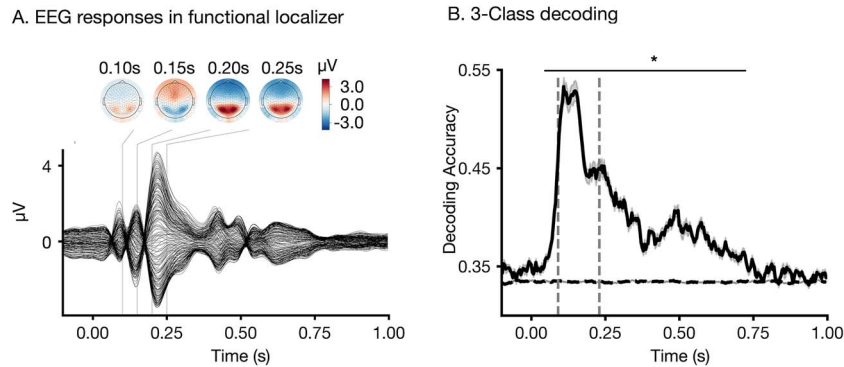 A. EEG responses in functional localizer
0.10s 0.15s 0.20s 0.25s μV
3.0
0.0
-3.0
4
0
μV
0.00 0.25 0.50 0.75 1.00
Time (s)
B. 3-Class decoding
*
0.55
0.45
0.35
Decoding Accuracy
0.00 0.25 0.50 0.75 1.00
Time (s)